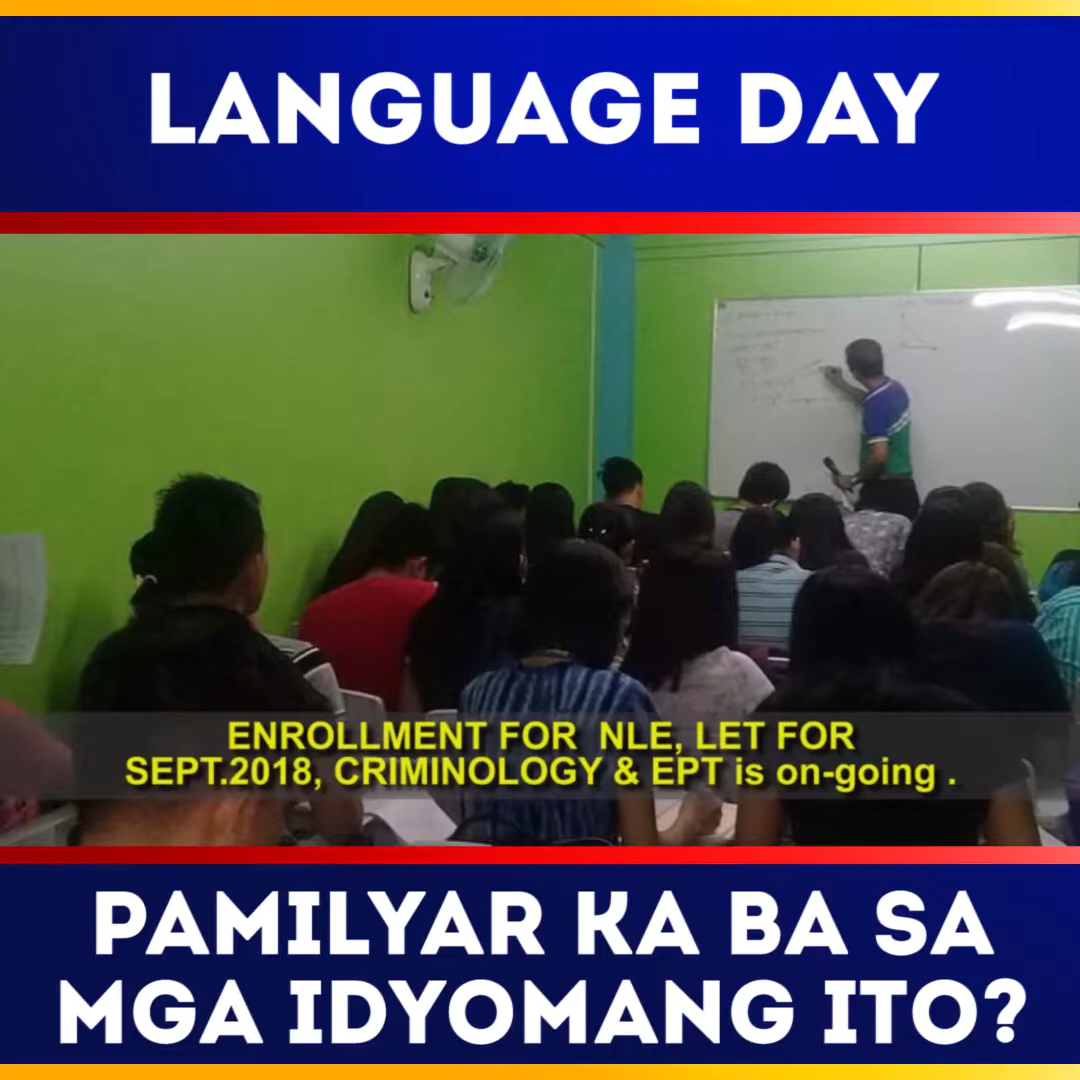 LANGUAGE DAY
ENROLLMENT FOR NLE, LET FOR
SEPT.2018, CRIMINOLOGY & EPT is on-going .
PAMILYAR KA BA SA
MGA IDYOMANG ITO?